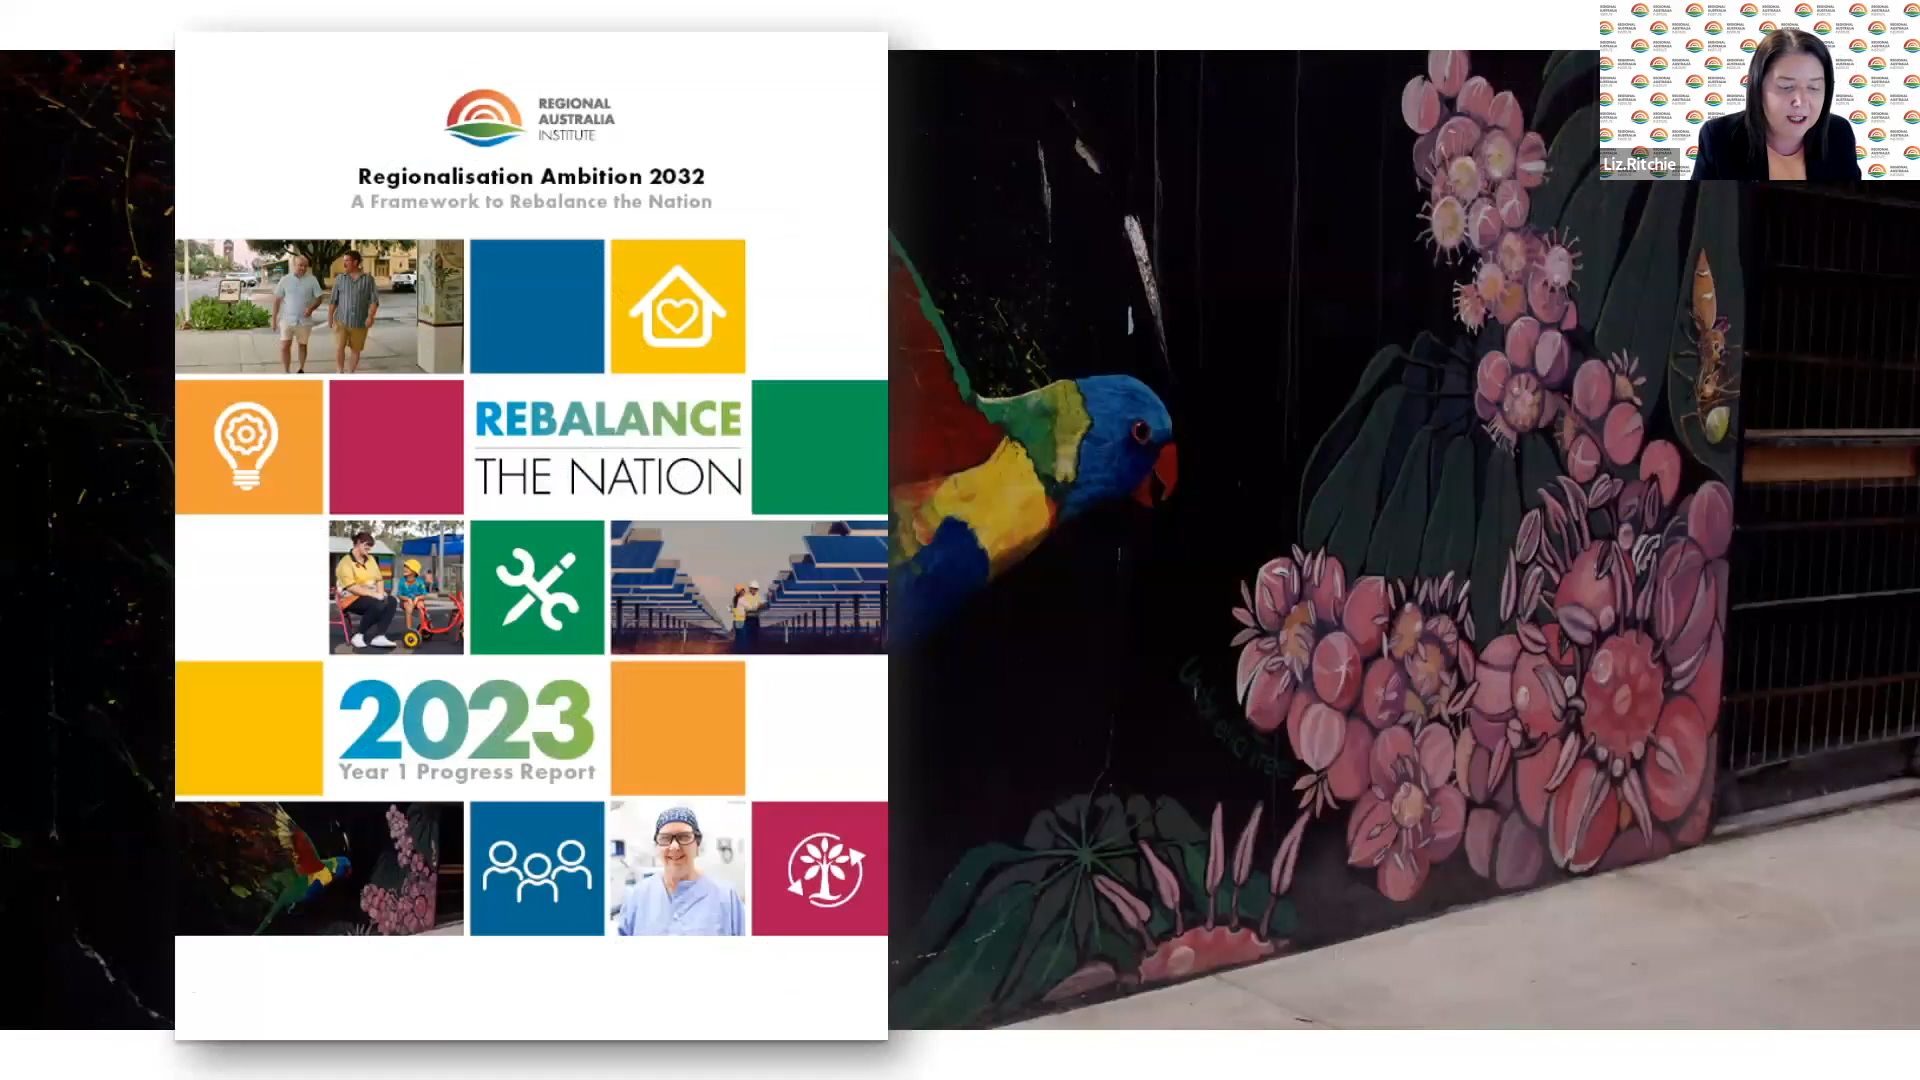 REGIONAL
AUSTRALIA
INSTITUTE
Regionalisation Ambition 2032
A Framework to Rebalance the Nation
REBALANCE
THE NATION
2023
Year 1 Progress Report
Liz.Ritchie